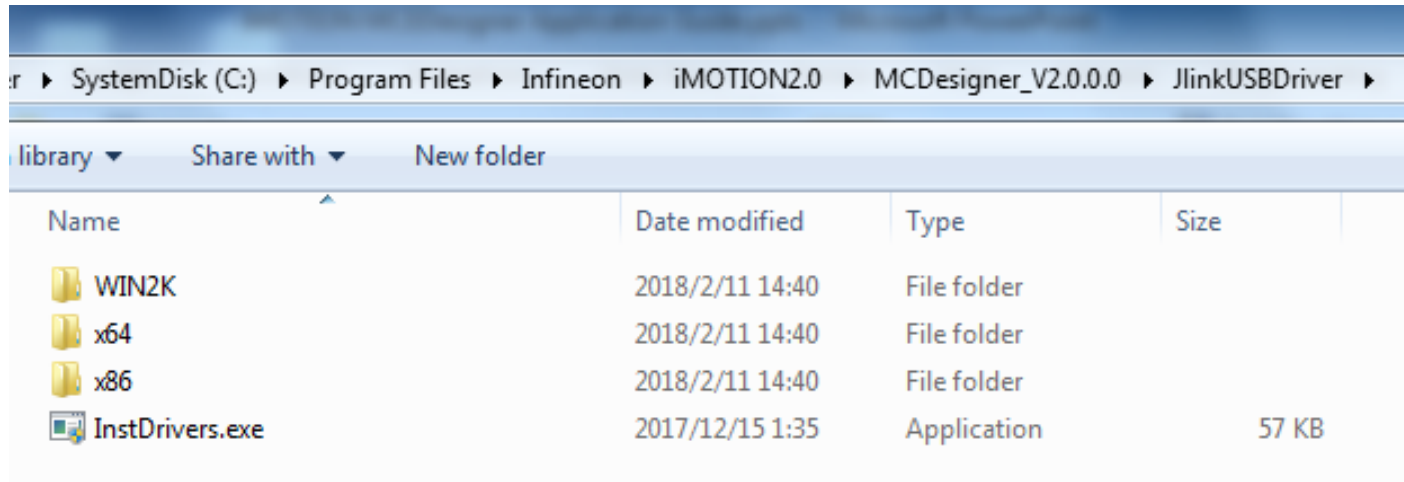 r ▸ SystemDisk (C:) ▸ Program Files ▸ Infineon ▸ iMOTION2.0 ▸ MCDesigner_V2.0.0.0 ▸ JlinkUSBDriver ▸
library ▾ Share with ▾ New folder
Name Date modified Type Size
WIN2K 2018/2/11 14:40 File folder
x64 2018/2/11 14:40 File folder
x86 2018/2/11 14:40 File folder
InstDrivers.exe 2017/12/15 1:35 Application 57 KB